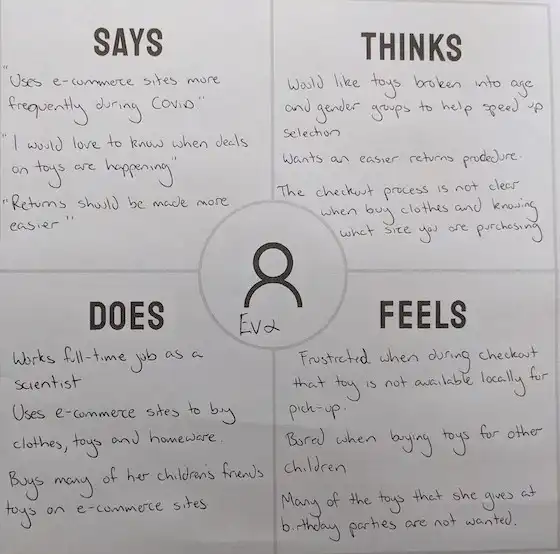 SAYS
"Uses e-commerce sites more
frequently during COVID"
"I would love to know when deals
on toys are happening"
"Returns should be made more
easier"
THINKS
Would like toys broken into age
and gender groups to help speed up
selection
Wants an easier returns prodecure.
The checkout process is not clear
when buy clothes and knowing
what size you are purchasing
Eva
DOES
Works full-time job as a
scientist
Uses e-commerce sites to buy
clothes, toys and homeware.
Buys many of her children's friends
toys on e-commerce sites
FEELS
Frustrated when during checkout
that toy is not available locally for
pick-up.
Bored when buying toys for other
children
Many of the toys that she gives at
birthday parties are not wanted.